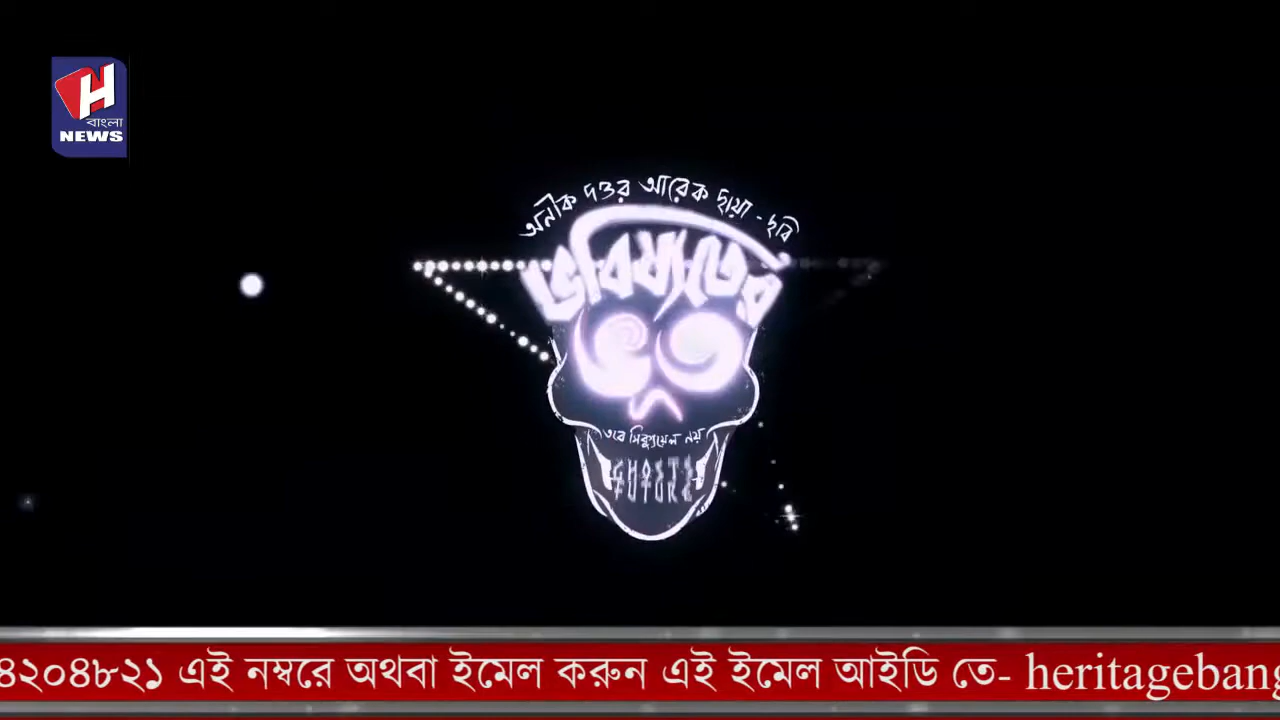 H
বাংলা
NEWS
অনীক দত্তর আরেক ছায়া - ছবি
ভবিষ্যতের
ভূত
তবে সিক্যুয়েল নয়
FUTURE
৪২০৪৮২১ এই নম্বরে অথবা ইমেল করুন এই ইমেল আইডি তে- heritagebang